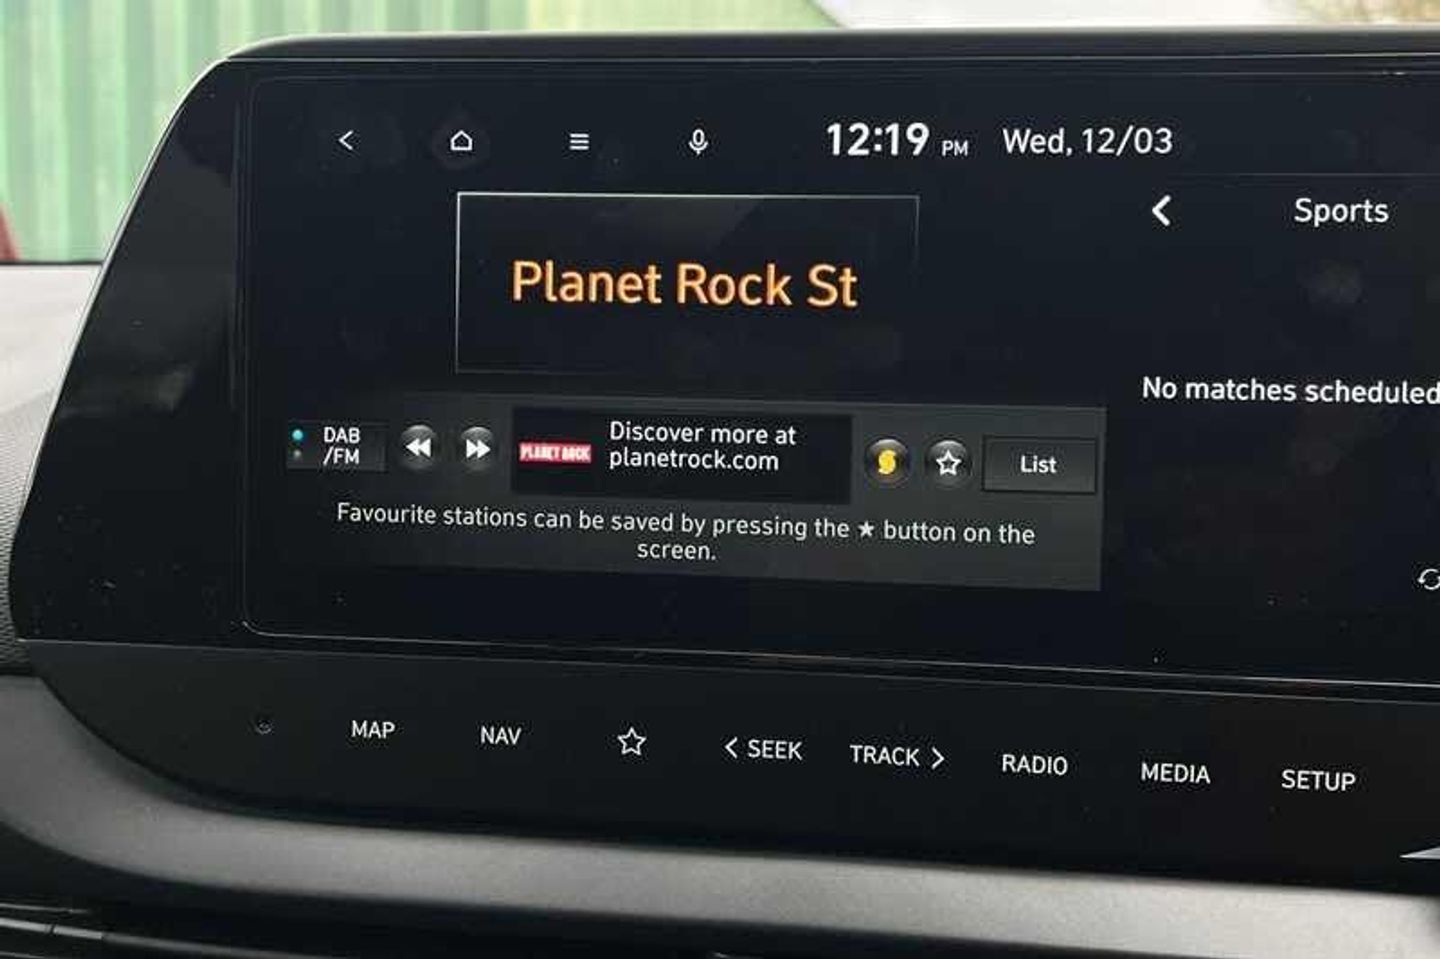 12:19 PM Wed, 12/03
Sports
Planet Rock St
No matches scheduled
DAB
/FM
PLANET ROCK
Discover more at
planetrock.com
List
Favourite stations can be saved by pressing the ★ button on the
screen.
MAP
NAV
< SEEK
TRACK >
RADIO
MEDIA
SETUP